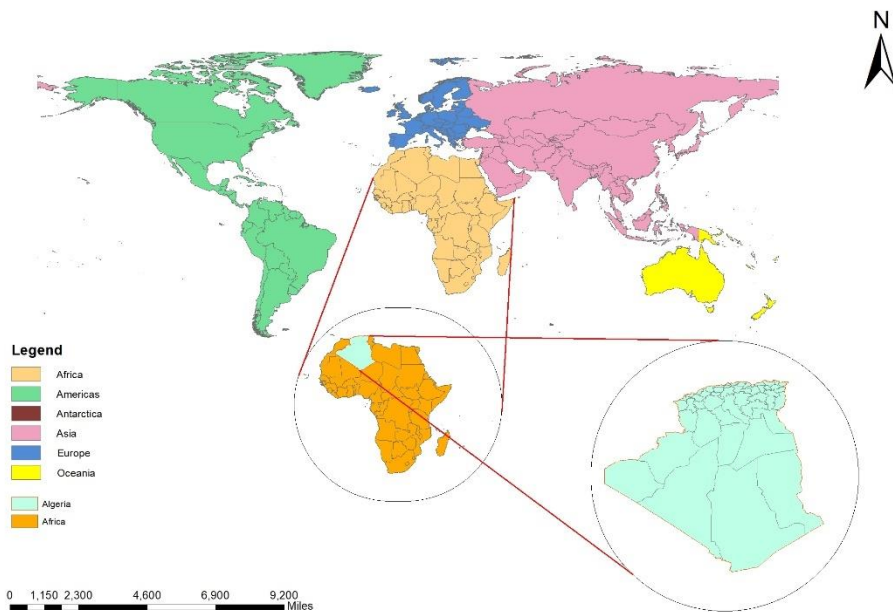 N
Legend
Africa
Americas
Antarctica
Asia
Europe
Oceania
Algeria
Africa
0 1,150 2,300 4,600 6,900 9,200
Miles